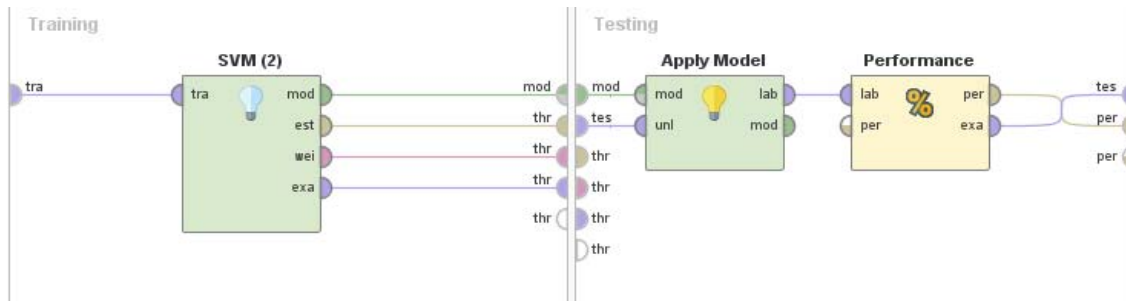 Training
Testing
SVM (2)
Apply Model
Performance
tra
tra
mod
est
wei
exa
mod
thr
thr
thr
thr
mod
tes
thr
thr
thr
thr
mod
unl
lab
mod
lab
per
%
per
exa
tes
per
per